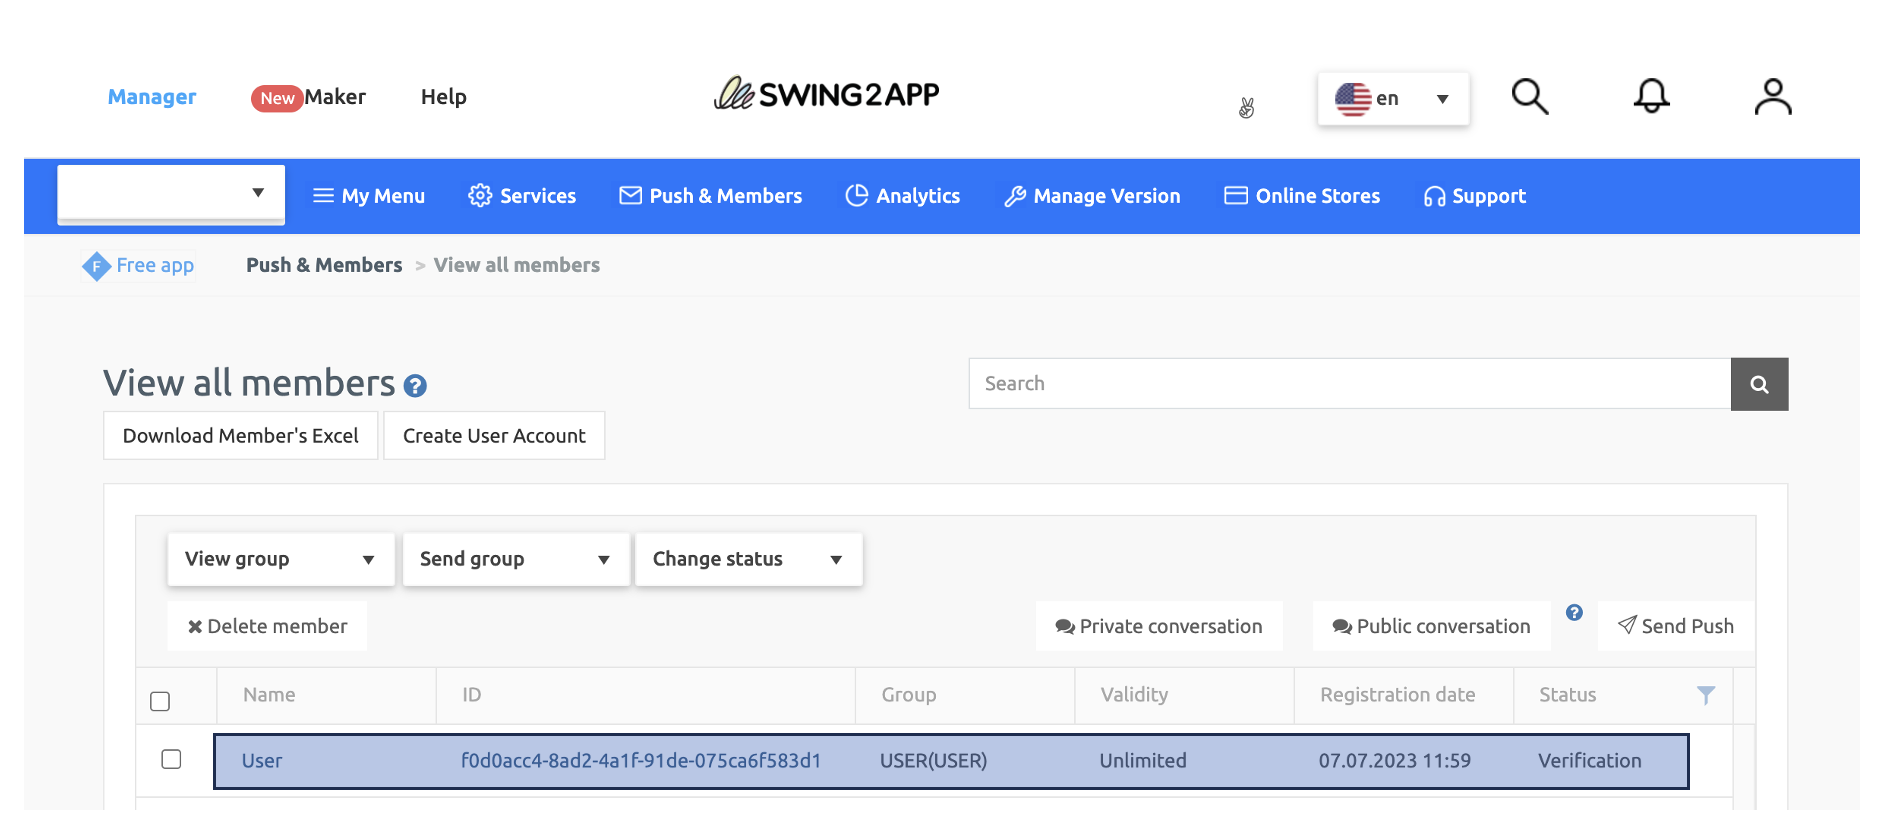 Manager New Maker Help SWING2APP en
My Menu Services Push & Members Analytics Manage Version Online Stores Support
F Free app Push & Members > View all members
View all members ? Search
Download Member's Excel Create User Account
View group Send group Change status
Delete member Private conversation Public conversation ? Send Push
Name ID Group Validity Registration date Status
User f0d0acc4-8ad2-4a1f-91de-075ca6f583d1 USER(USER) Unlimited 07.07.2023 11:59 Verification